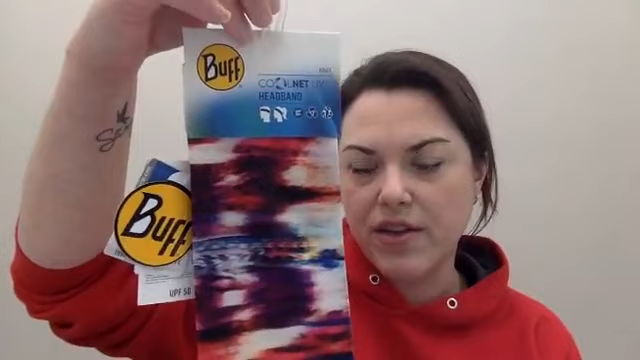 BUFF
COOLNET UV
HEADBAND
BUFF
UPF 50